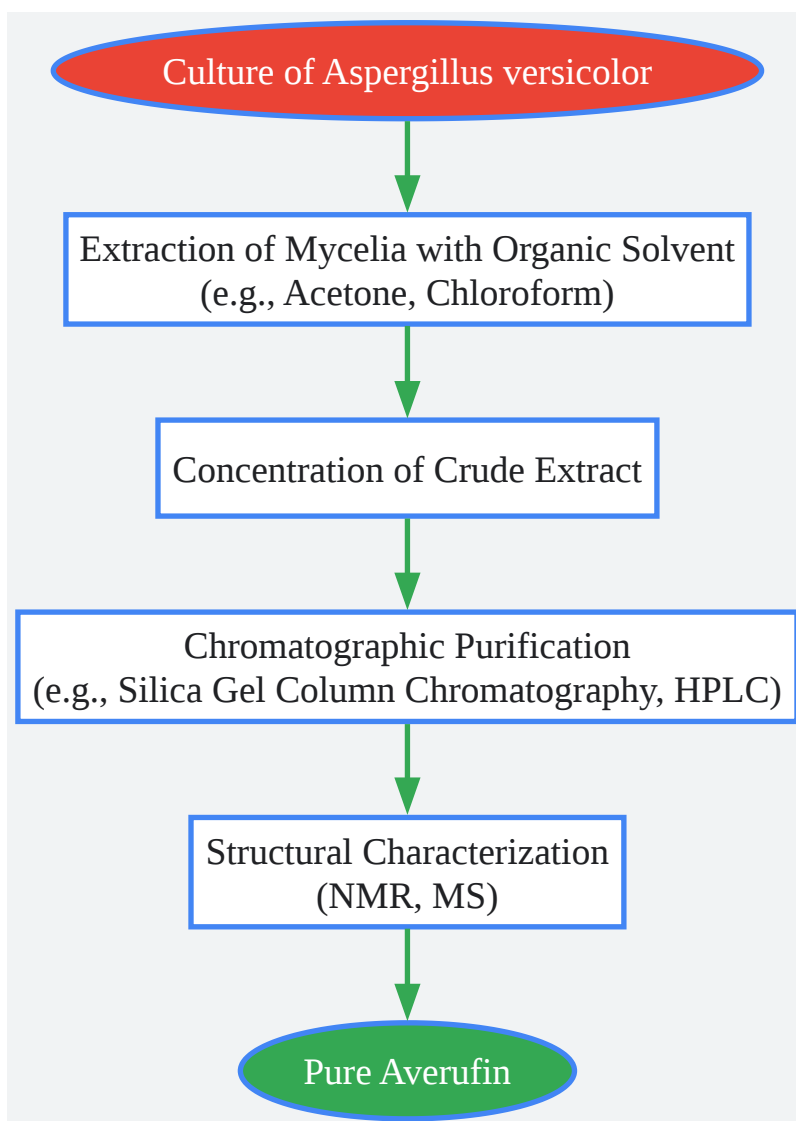 Culture of Aspergillus versicolor
Extraction of Mycelia with Organic Solvent
(e.g., Acetone, Chloroform)
Concentration of Crude Extract
Chromatographic Purification
(e.g., Silica Gel Column Chromatography, HPLC)
Structural Characterization
(NMR, MS)
Pure Averufin